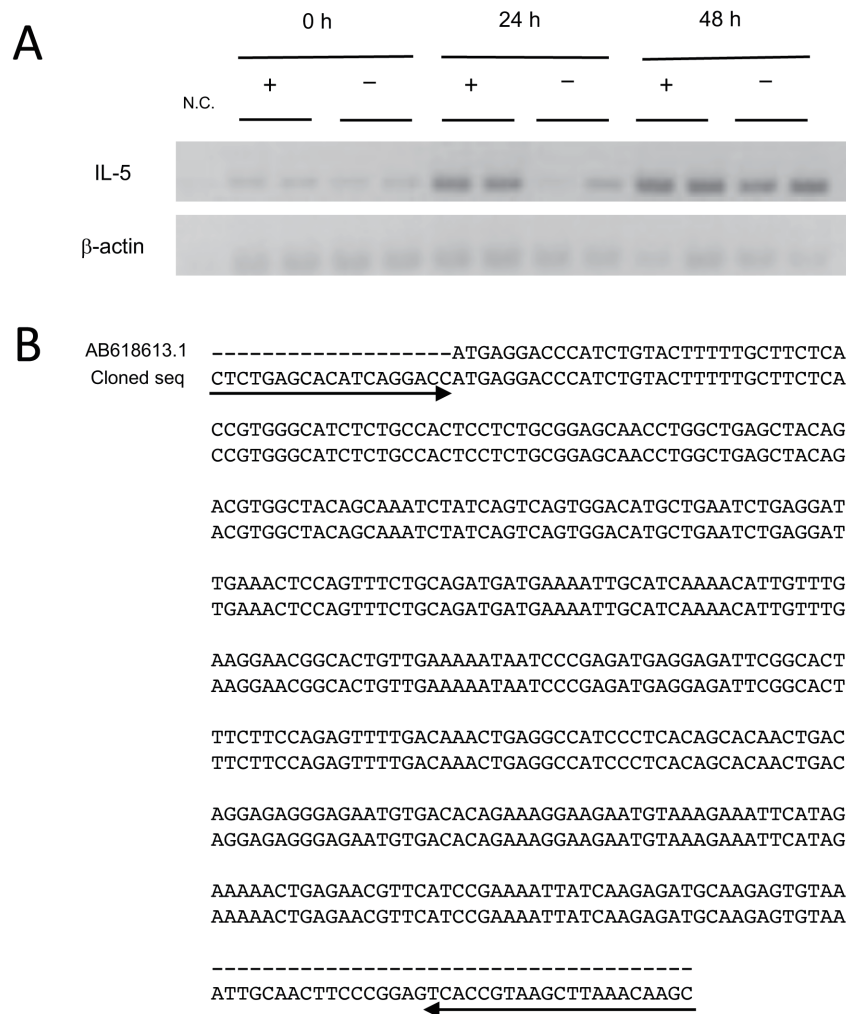 A
0 h 24 h 48 h
+ – + – + –
N.C.
IL-5
β-actin
B
AB618613.1 -------------------ATGAGGACCCATCTGTACTTTTTGCTTCTCA
Cloned seq CTCTGAGCACATCAGGACCATGAGGACCCATCTGTACTTTTTGCTTCTCA
CCGTGGGCATCTCTGCCACTCCTCTGCGGAGCAACCTGGCTGAGCTACAG
CCGTGGGCATCTCTGCCACTCCTCTGCGGAGCAACCTGGCTGAGCTACAG
ACGTGGCTACAGCAAATCTATCAGTCAGTGGACATGCTGAATCTGAGGAT
ACGTGGCTACAGCAAATCTATCAGTCAGTGGACATGCTGAATCTGAGGAT
TGAAACTCCAGTTTCTGCAGATGATGAAAATTGCATCAAAACATTGTTTG
TGAAACTCCAGTTTCTGCAGATGATGAAAATTGCATCAAAACATTGTTTG
AAGGAACGGCACTGTTGAAAAATAATCCCGAGATGAGGAGATTCGGCACT
AAGGAACGGCACTGTTGAAAAATAATCCCGAGATGAGGAGATTCGGCACT
TTCTTCCAGAGTTTTGACAAACTGAGGCCATCCCTCACAGCACAACTGAC
TTCTTCCAGAGTTTTGACAAACTGAGGCCATCCCTCACAGCACAACTGAC
AGGAGAGGGAGAATGTGACACAGAAAGGAAGAATGTAAAGAAATTCATAG
AGGAGAGGGAGAATGTGACACAGAAAGGAAGAATGTAAAGAAATTCATAG
AAAAACTGAGAACGTTCATCCGAAAATTATCAAGAGATGCAAGAGTGTAA
AAAAACTGAGAACGTTCATCCGAAAATTATCAAGAGATGCAAGAGTGTAA
--------------------------------------
ATTGCAACTTCCCGGAGTCACCGTAAGCTTAAACAAGC